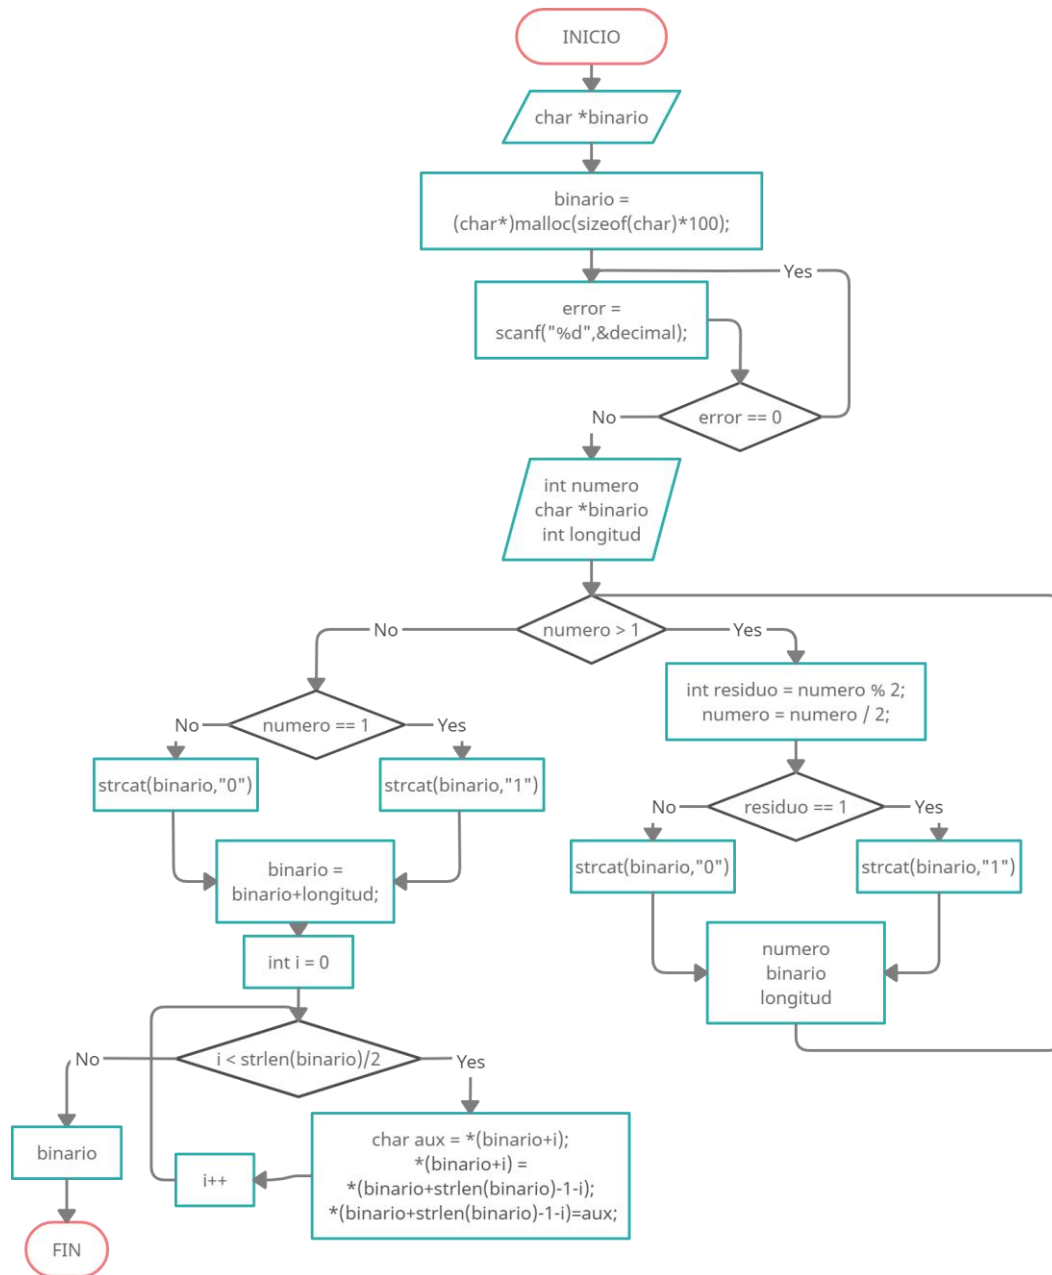 INICIO
char *binario
binario =
(char*)malloc(sizeof(char)*100);
Yes
error =
scanf("%d",&decimal);
error == 0
No
int numero
char *binario
int longitud
numero > 1
No
Yes
numero == 1
No
Yes
strcat(binario,"0")
strcat(binario,"1")
int residuo = numero % 2;
numero = numero / 2;
residuo == 1
No
Yes
strcat(binario,"0")
strcat(binario,"1")
numero
binario
longitud
binario =
binario+longitud;
int i = 0
i < strlen(binario)/2
No
Yes
char aux = *(binario+i);
*(binario+i) =
*(binario+strlen(binario)-1-i);
*(binario+strlen(binario)-1-i)=aux;
i++
binario
FIN